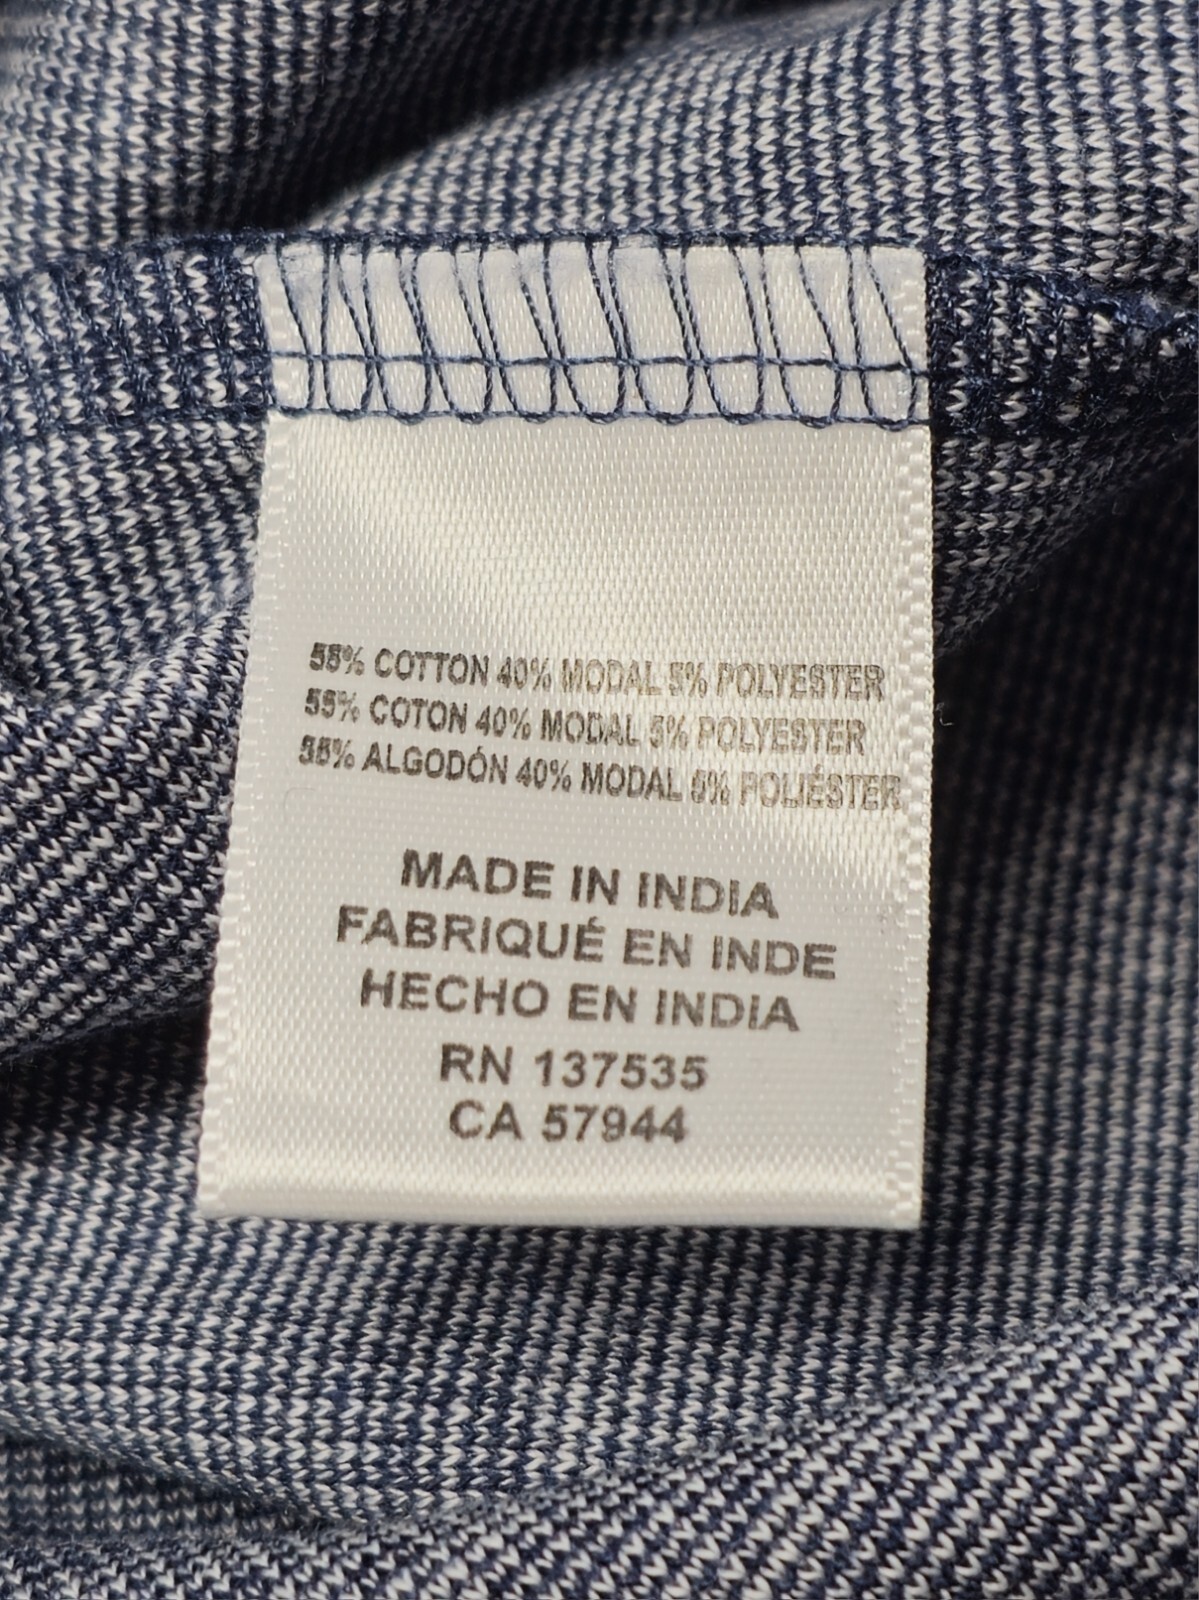 55% COTTON 40% MODAL 5% POLYESTER
55% COTON 40% MODAL 5% POLYESTER
55% ALGODÓN 40% MODAL 5% POLIÉSTER
MADE IN INDIA
FABRIQUÉ EN INDE
HECHO EN INDIA
RN 137535
CA 57944